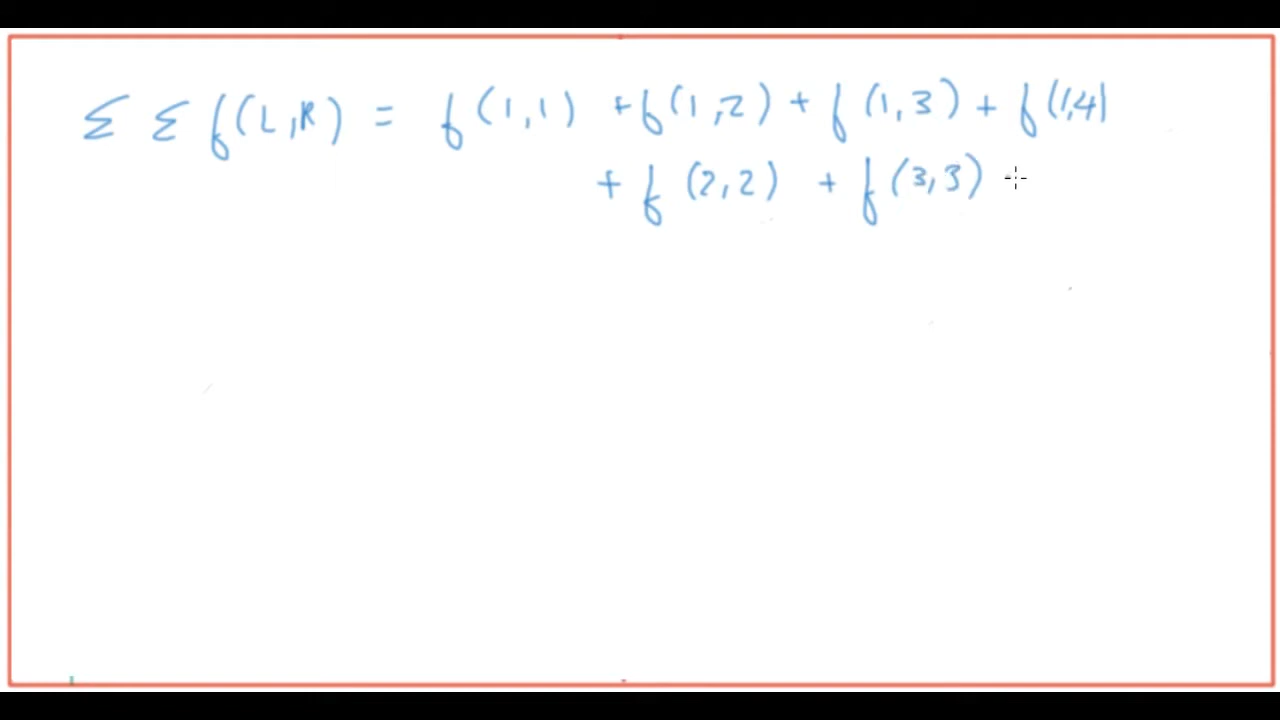 Σ Σ f(L,R) = f(1,1) + f(1,2) + f(1,3) + f(1,4)
+ f(2,2) + f(3,3) -